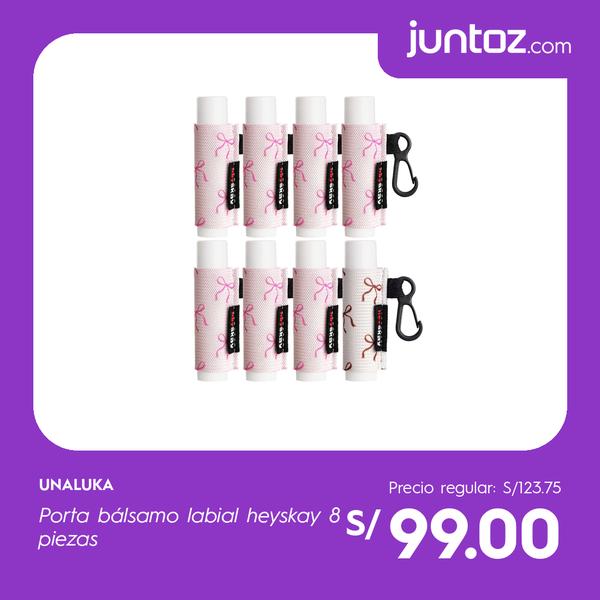 juntoz.com
UNALUKA
Porta bálsamo labial heyskay 8
piezas
Precio regular: S/123.75
S/99.00